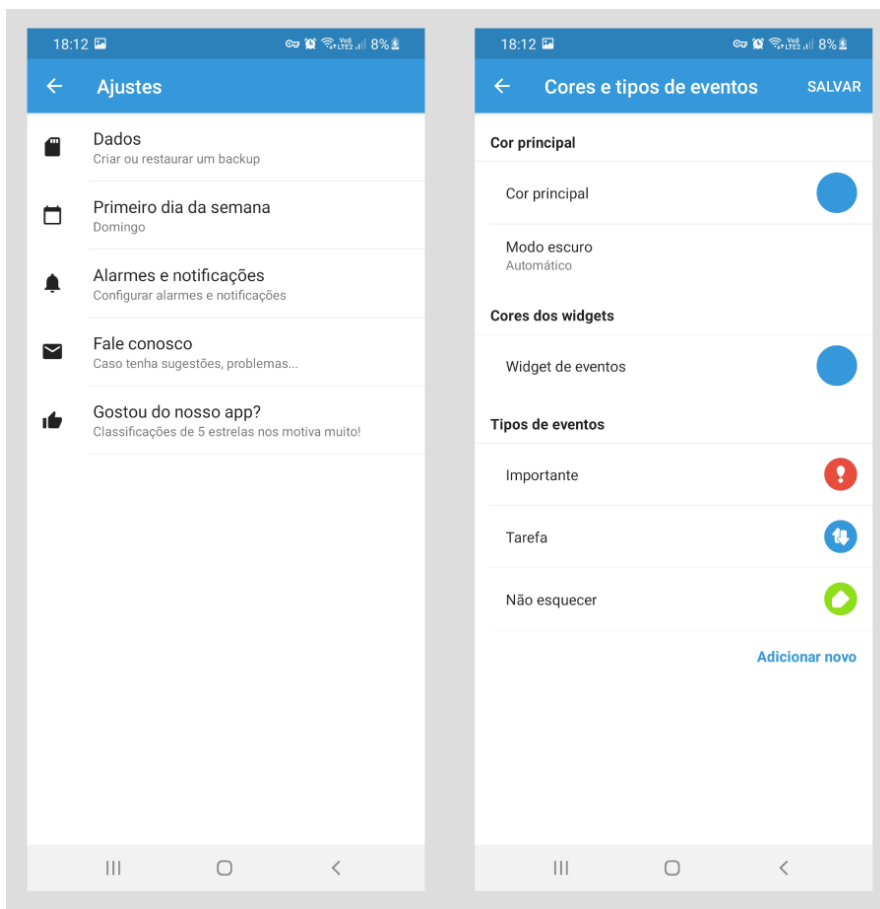 18:12
8%
Ajustes
Dados
Criar ou restaurar um backup
Primeiro dia da semana
Domingo
Alarmes e notificações
Configurar alarmes e notificações
Fale conosco
Caso tenha sugestões, problemas...
Gostou do nosso app?
Classificações de 5 estrelas nos motiva muito!
18:12
8%
Cores e tipos de eventos
SALVAR
Cor principal
Cor principal
Modo escuro
Automático
Cores dos widgets
Widget de eventos
Tipos de eventos
Importante
Tarefa
Não esquecer
Adicionar novo